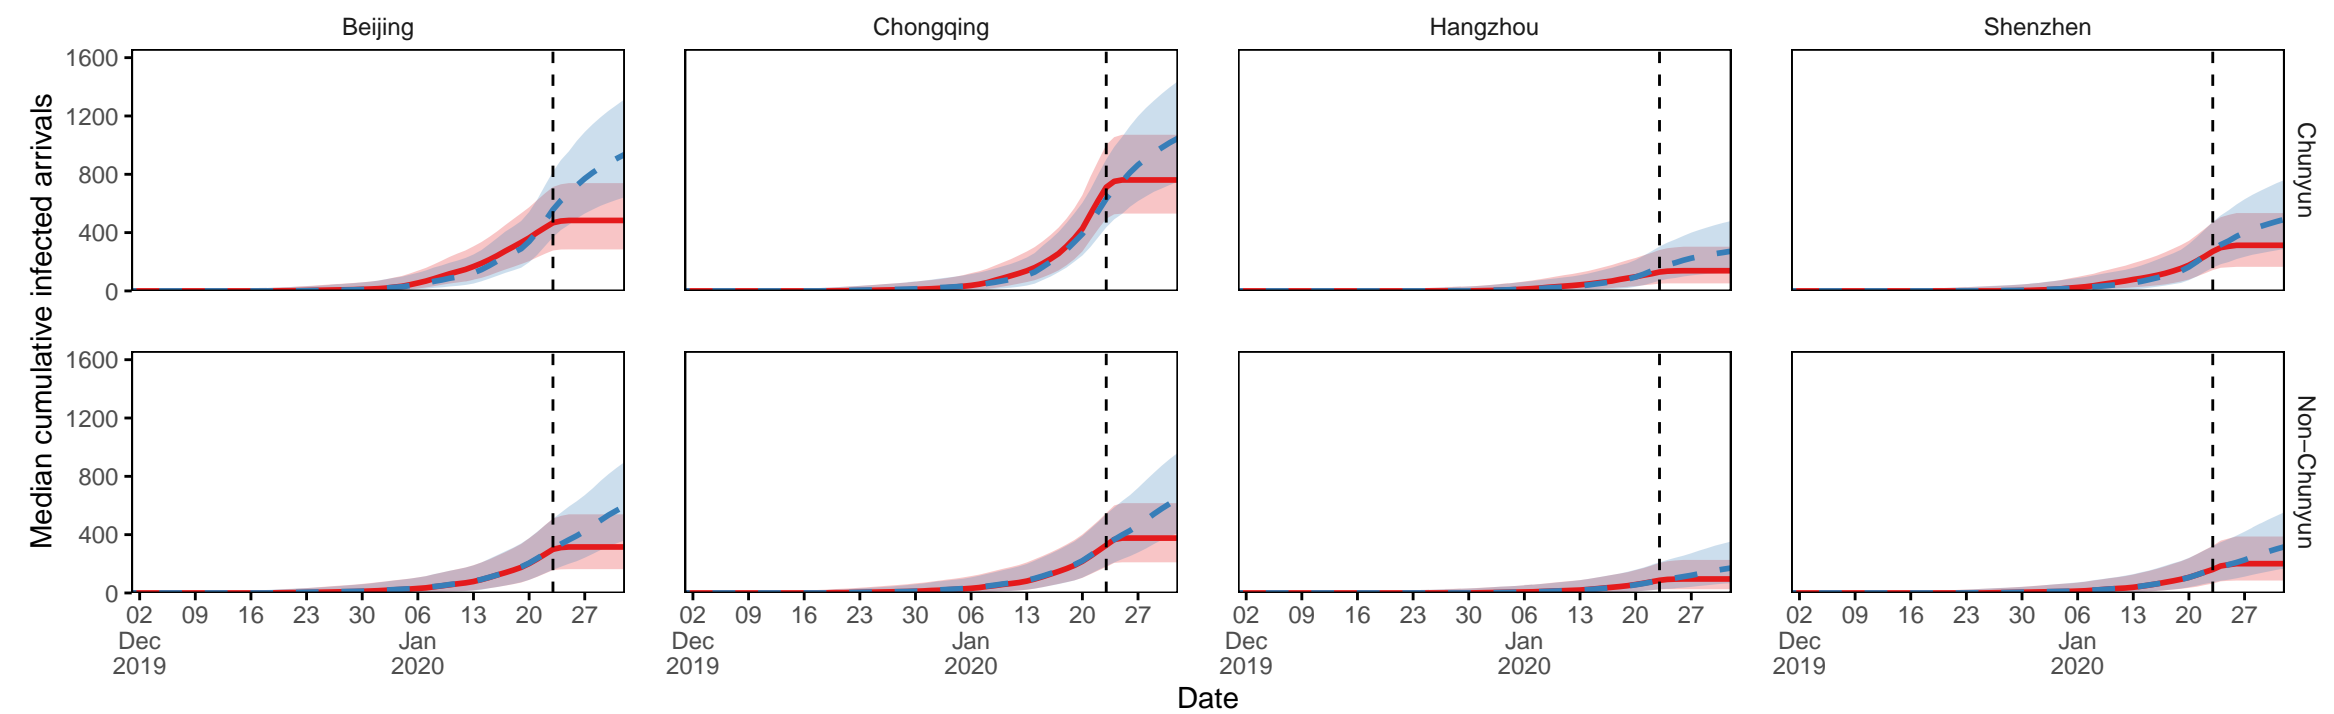 Beijing Chongqing Hangzhou Shenzhen
Median cumulative infected arrivals
1600
1200
800
400
0
Chunyun
1600
1200
800
400
0
Non−Chunyun
02 09 16 23 30 06 13 20 27 02 09 16 23 30 06 13 20 27 02 09 16 23 30 06 13 20 27 02 09 16 23 30 06 13 20 27
Dec Jan Dec Jan Dec Jan Dec Jan
2019 2020 2019 2020 2019 2020 2019 2020
Date